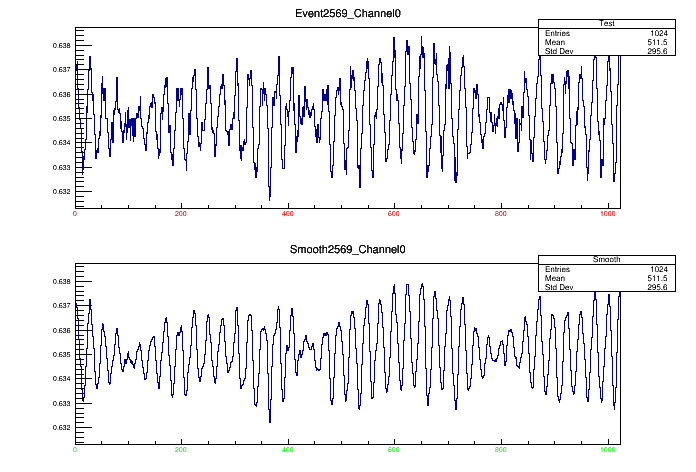 Event2569_Channel0
Test
Entries 1024
Mean 511.5
Std Dev 295.6
0.638
0.637
0.636
0.635
0.634
0.633
0.632
0 200 400 600 800 1000
Smooth2569_Channel0
Smooth
Entries 1024
Mean 511.5
Std Dev 295.6
0.638
0.637
0.636
0.635
0.634
0.633
0.632
0 200 400 600 800 1000